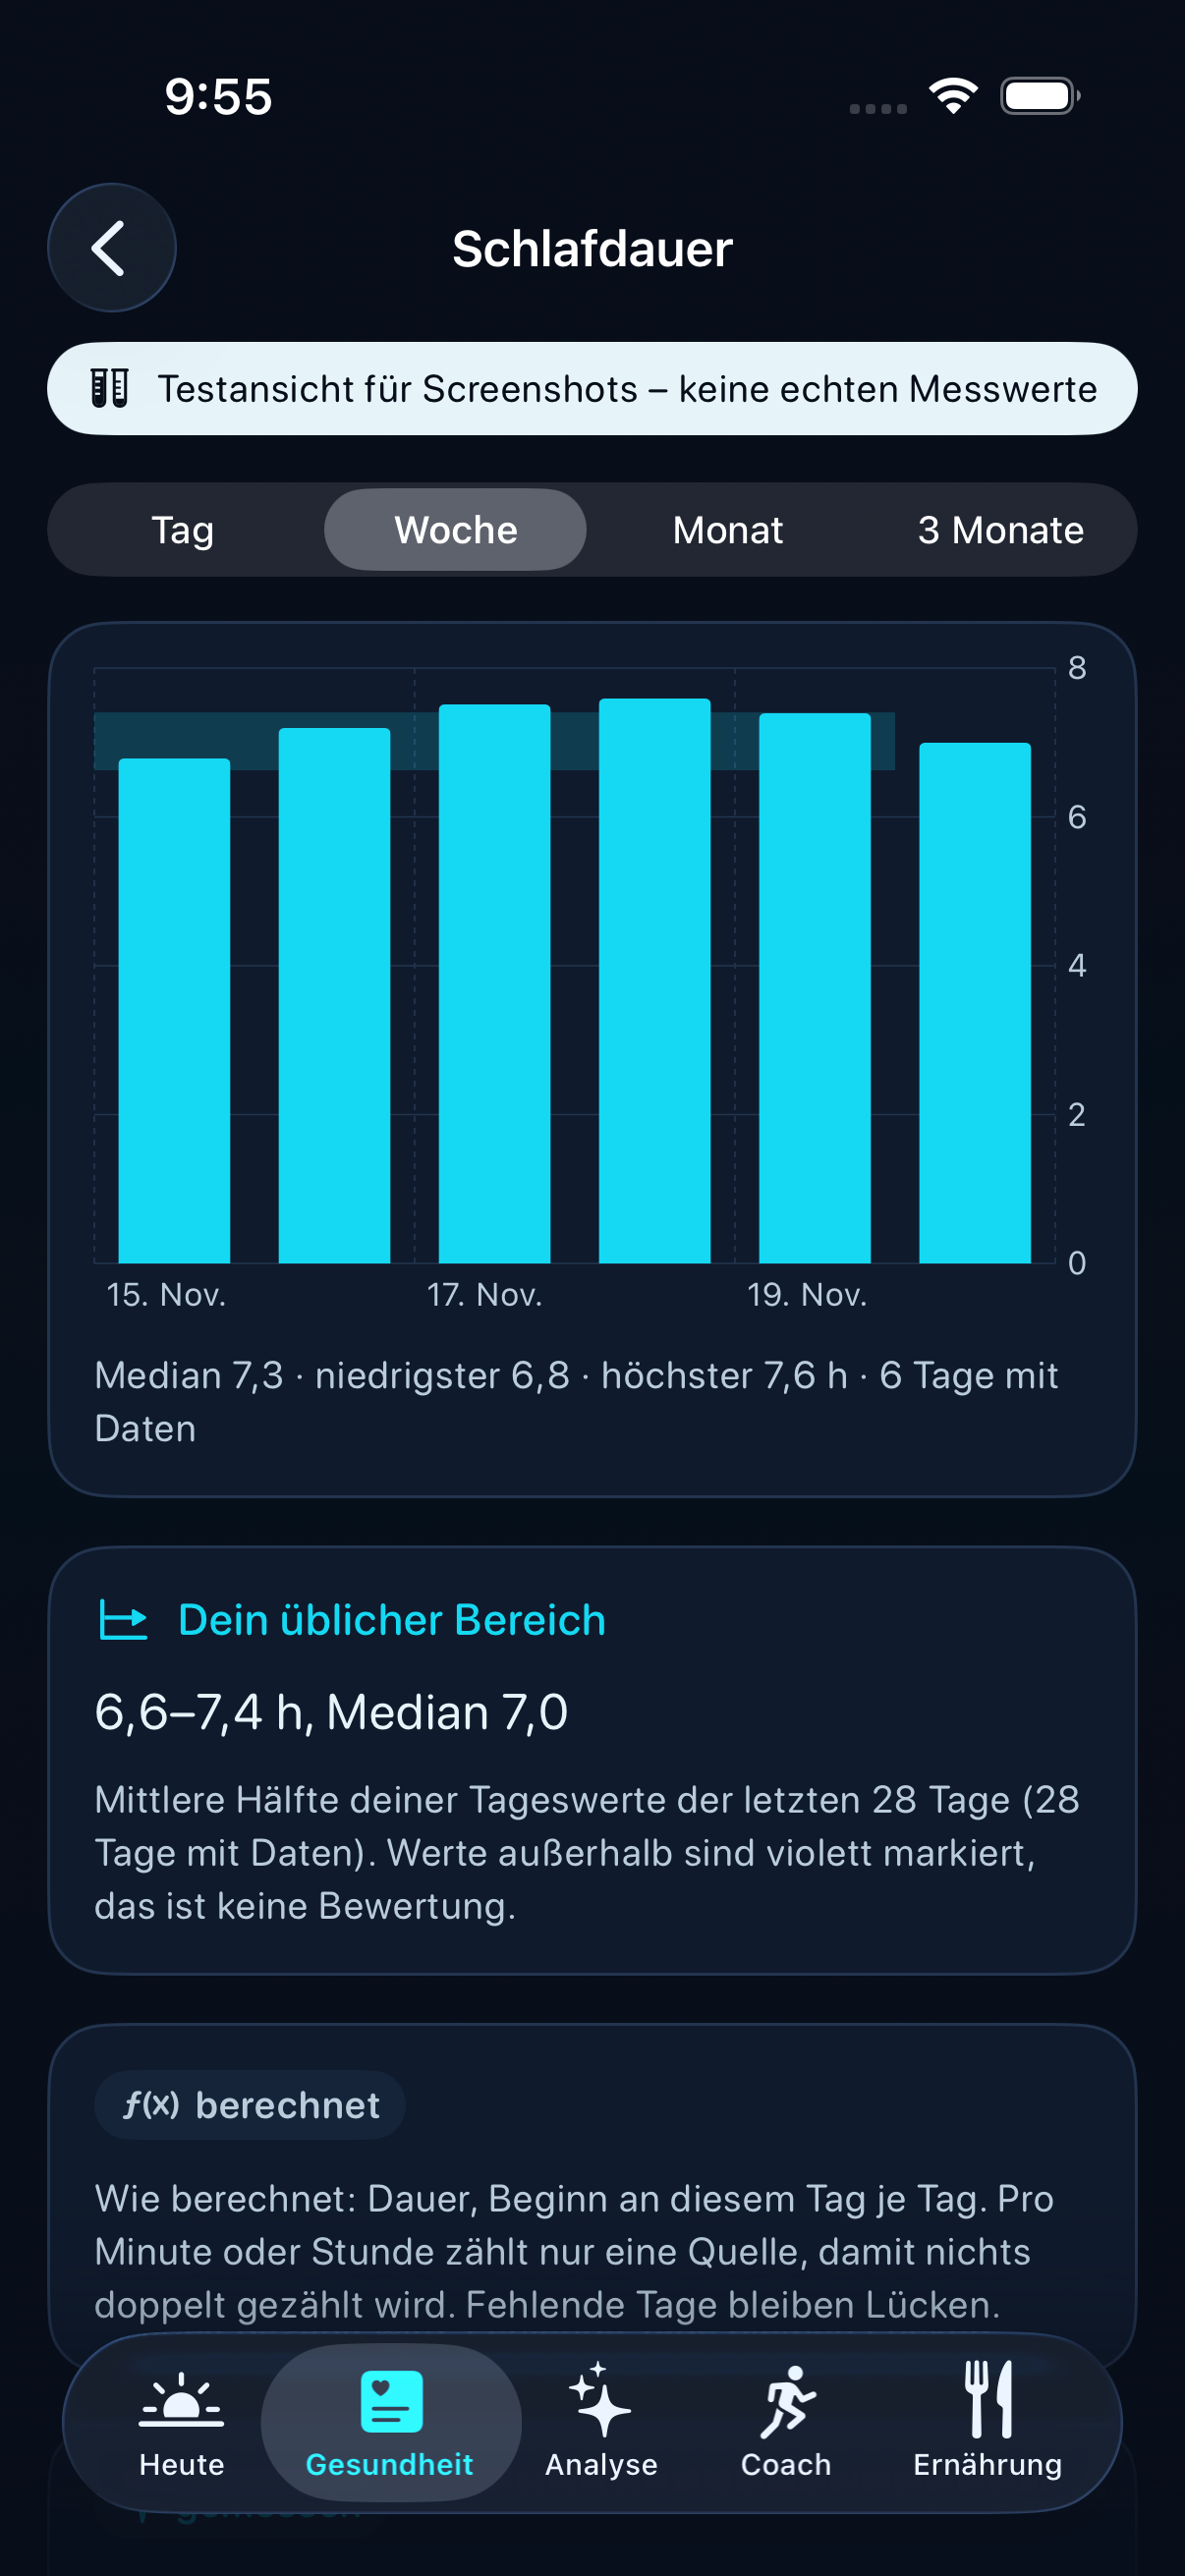 9:55
Schlafdauer
Testansicht für Screenshots – keine echten Messwerte
Tag Woche Monat 3 Monate
8
6
4
2
0
15. Nov. 17. Nov. 19. Nov.
Median 7,3 · niedrigster 6,8 · höchster 7,6 h · 6 Tage mit
Daten
Dein üblicher Bereich
6,6–7,4 h, Median 7,0
Mittlere Hälfte deiner Tageswerte der letzten 28 Tage (28
Tage mit Daten). Werte außerhalb sind violett markiert,
das ist keine Bewertung.
f(x) berechnet
Wie berechnet: Dauer, Beginn an diesem Tag je Tag. Pro
Minute oder Stunde zählt nur eine Quelle, damit nichts
doppelt gezählt wird. Fehlende Tage bleiben Lücken.
Heute Gesundheit Analyse Coach Ernährung